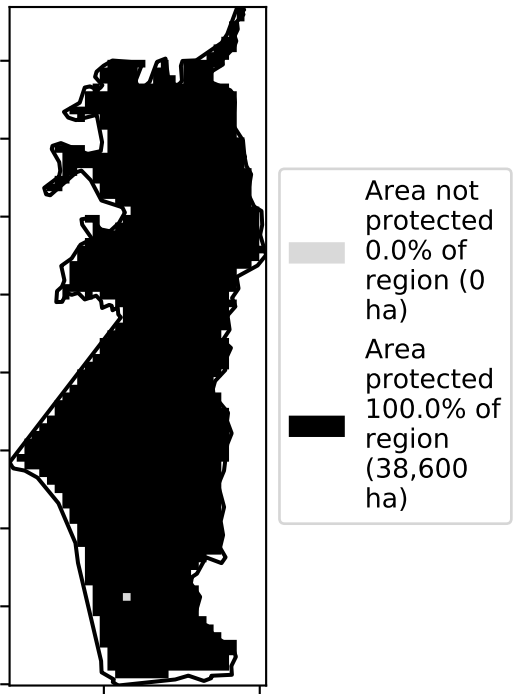 Area not
protected
0.0% of
region (0
ha)
Area
protected
100.0% of
region
(38,600
ha)